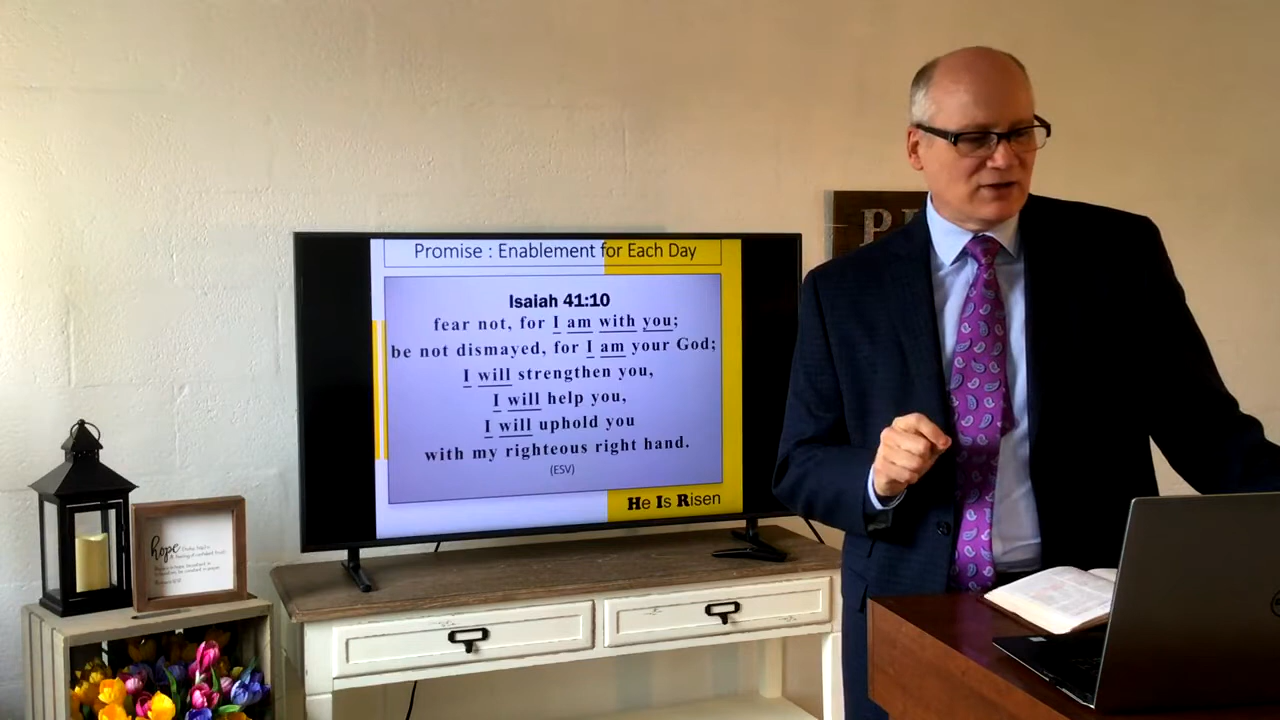 Promise : Enablement for Each Day
Isaiah 41:10
fear not, for I am with you;
be not dismayed, for I am your God;
I will strengthen you,
I will help you,
I will uphold you
with my righteous right hand.
(ESV)
He Is Risen
hope